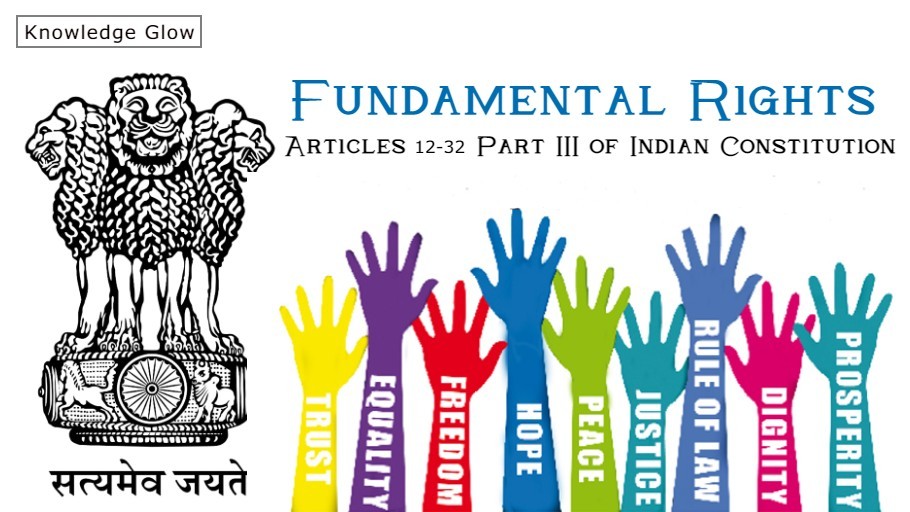 Knowledge Glow
Fundamental Rights
Articles 12-32 Part III of Indian Constitution
TRUST
EQUALITY
FREEDOM
HOPE
PEACE
JUSTICE
RULE OF LAW
DIGNITY
PROSPERITY
सत्यमेव जयते